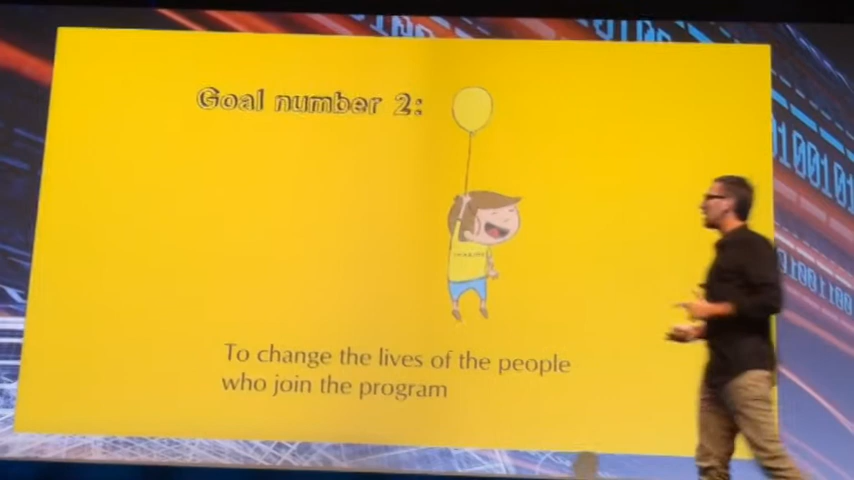 Goal number 2:
To change the lives of the people
who join the program